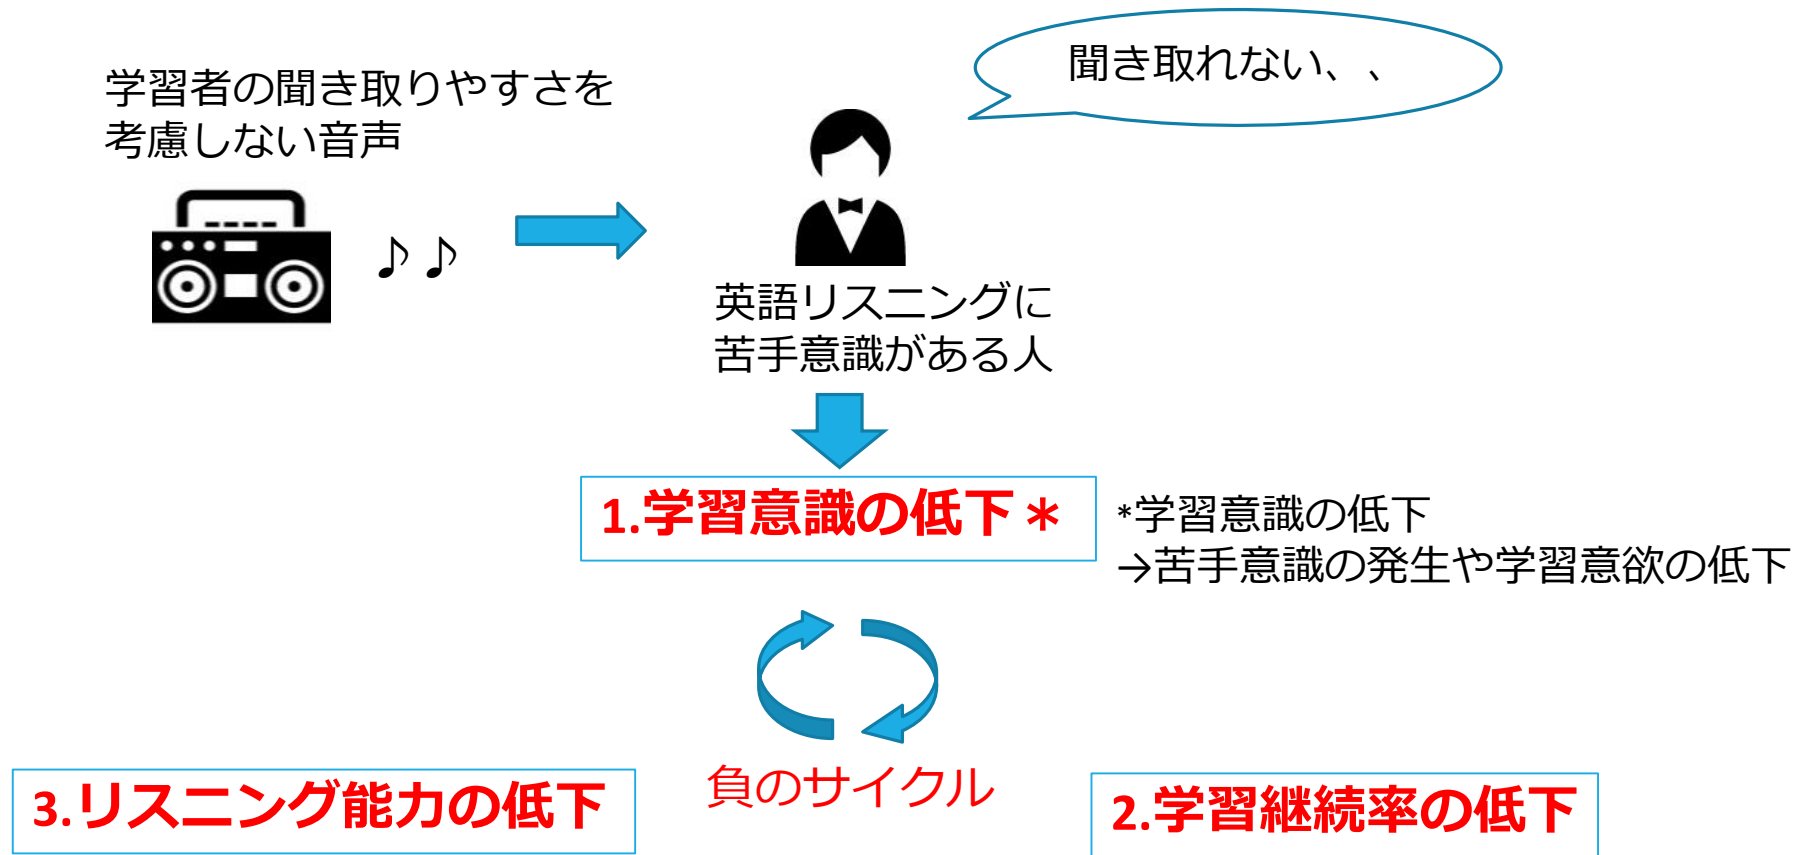 聞き取れない、、
学習者の聞き取りやすさを
考慮しない音声
♪♪
英語リスニングに
苦手意識がある人
1.学習意識の低下＊
*学習意識の低下
→苦手意識の発生や学習意欲の低下
負のサイクル
3.リスニング能力の低下
2.学習継続率の低下